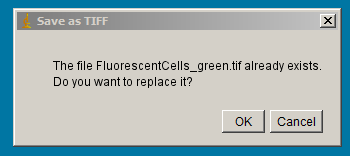 Save as TIFF
The file FluorescentCells_green.tif already exists.
Do you want to replace it?
OK Cancel